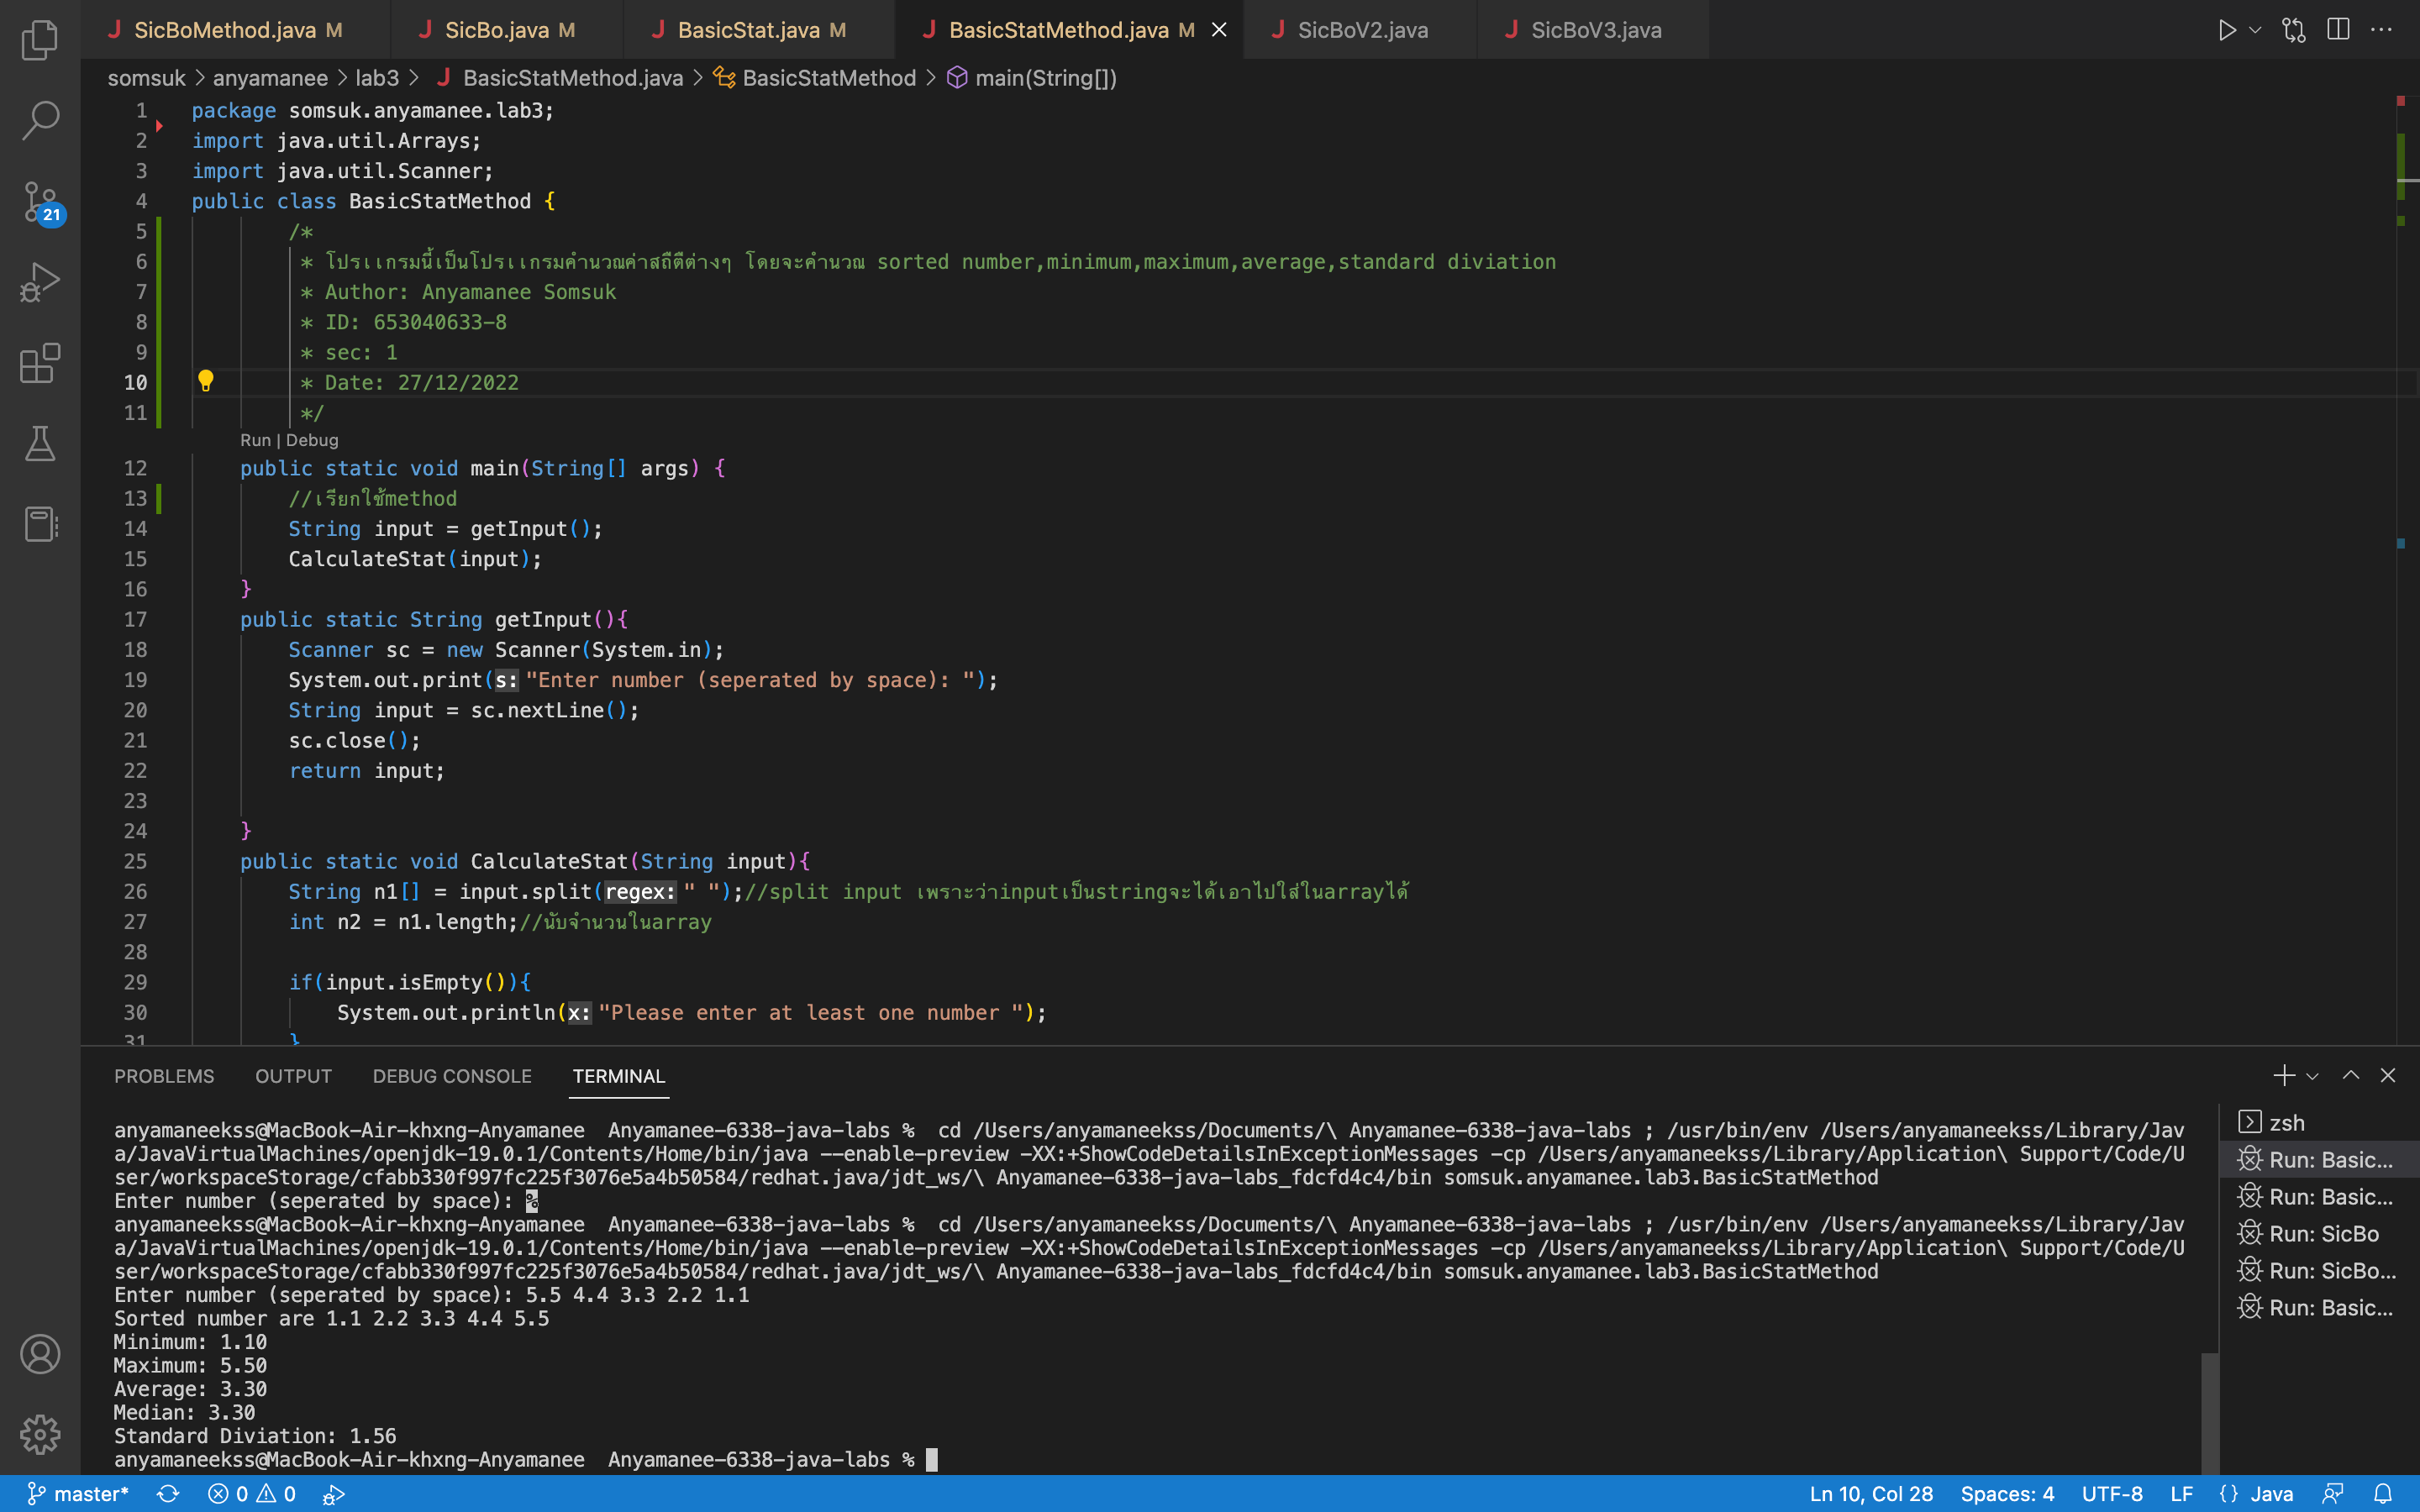 SicBoMethod.java M SicBo.java M BasicStat.java M BasicStatMethod.java M SicBoV2.java SicBoV3.java
somsuk > anyamanee > lab3 > BasicStatMethod.java > BasicStatMethod > main(String[])
1 package somsuk.anyamanee.lab3;
2 import java.util.Arrays;
3 import java.util.Scanner;
4 public class BasicStatMethod {
5 /*
6 * โปรเเกรมนี้เป็นโปรเเกรมคำนวณค่าสถืตีต่างๆ โดยจะคำนวณ sorted number,minimum,maximum,average,standard diviation
7 * Author: Anyamanee Somsuk
8 * ID: 653040633-8
9 * sec: 1
10 * Date: 27/12/2022
11 */
Run | Debug
12 public static void main(String[] args) {
13 //เรียกใช้method
14 String input = getInput();
15 CalculateStat(input);
16 }
17 public static String getInput(){
18 Scanner sc = new Scanner(System.in);
19 System.out.print(s: "Enter number (seperated by space): ");
20 String input = sc.nextLine();
21 sc.close();
22 return input;
23
24 }
25 public static void CalculateStat(String input){
26 String n1[] = input.split(regex: " ");//split input เพราะว่าinputเป็นstringจะได้เอาไปใส่ในarrayได้
27 int n2 = n1.length;//นับจำนวนในarray
28
29 if(input.isEmpty()){
30 System.out.println(x: "Please enter at least one number ");
31 }
21
PROBLEMS OUTPUT DEBUG CONSOLE TERMINAL
anyamaneekss@MacBook-Air-khxng-Anyamanee  Anyamanee-6338-java-labs %  cd /Users/anyamaneekss/Documents/\ Anyamanee-6338-java-labs ; /usr/bin/env /Users/anyamaneekss/Library/Jav
a/JavaVirtualMachines/openjdk-19.0.1/Contents/Home/bin/java --enable-preview -XX:+ShowCodeDetailsInExceptionMessages -cp /Users/anyamaneekss/Library/Application\ Support/Code/U
ser/workspaceStorage/cfabb330f997fc225f3076e5a4b50584/redhat.java/jdt_ws/\ Anyamanee-6338-java-labs_fdcfd4c4/bin somsuk.anyamanee.lab3.BasicStatMethod
Enter number (seperated by space): %
anyamaneekss@MacBook-Air-khxng-Anyamanee  Anyamanee-6338-java-labs %  cd /Users/anyamaneekss/Documents/\ Anyamanee-6338-java-labs ; /usr/bin/env /Users/anyamaneekss/Library/Jav
a/JavaVirtualMachines/openjdk-19.0.1/Contents/Home/bin/java --enable-preview -XX:+ShowCodeDetailsInExceptionMessages -cp /Users/anyamaneekss/Library/Application\ Support/Code/U
ser/workspaceStorage/cfabb330f997fc225f3076e5a4b50584/redhat.java/jdt_ws/\ Anyamanee-6338-java-labs_fdcfd4c4/bin somsuk.anyamanee.lab3.BasicStatMethod
Enter number (seperated by space): 5.5 4.4 3.3 2.2 1.1
Sorted number are 1.1 2.2 3.3 4.4 5.5
Minimum: 1.10
Maximum: 5.50
Average: 3.30
Median: 3.30
Standard Diviation: 1.56
anyamaneekss@MacBook-Air-khxng-Anyamanee  Anyamanee-6338-java-labs %
zsh
Run: Basic...
Run: Basic...
Run: SicBo
Run: SicBo...
Run: Basic...
master* 0 0 Ln 10, Col 28 Spaces: 4 UTF-8 LF {} Java